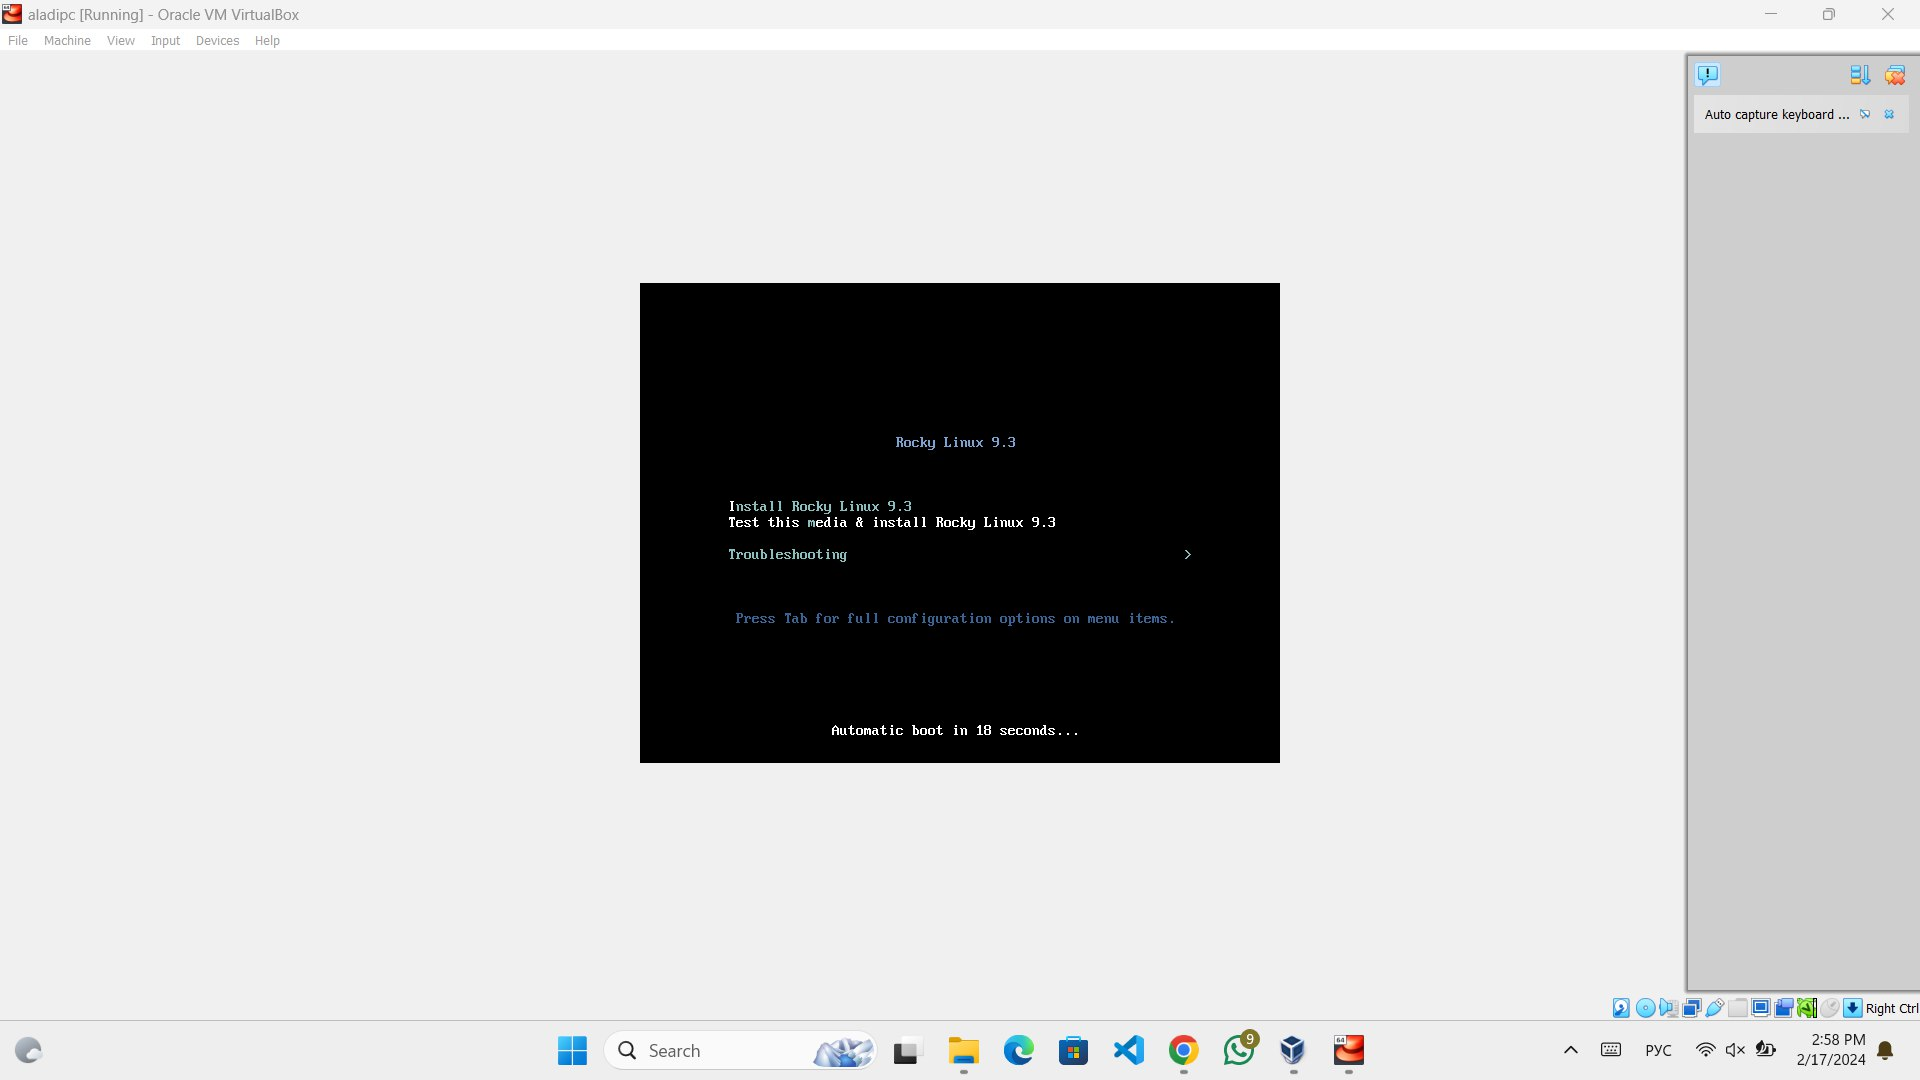 aladipc [Running] - Oracle VM VirtualBox
File Machine View Input Devices Help
Auto capture keyboard ...
Rocky Linux 9.3
Install Rocky Linux 9.3
Test this media & install Rocky Linux 9.3
Troubleshooting >
Press Tab for full configuration options on menu items.
Automatic boot in 18 seconds...
Right Ctrl
Search
9
64
РУС
2:58 PM
2/17/2024